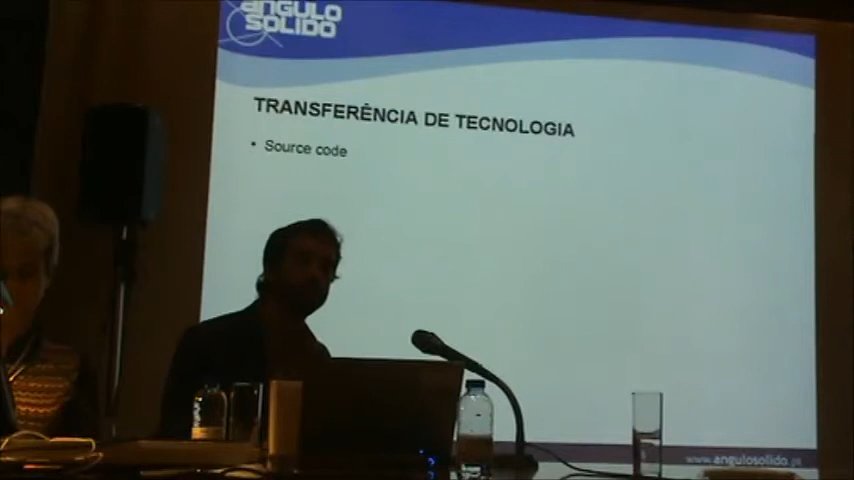 ANGULO
SOLIDO
TRANSFERÊNCIA DE TECNOLOGIA
• Source code
www.angulosolido.pt